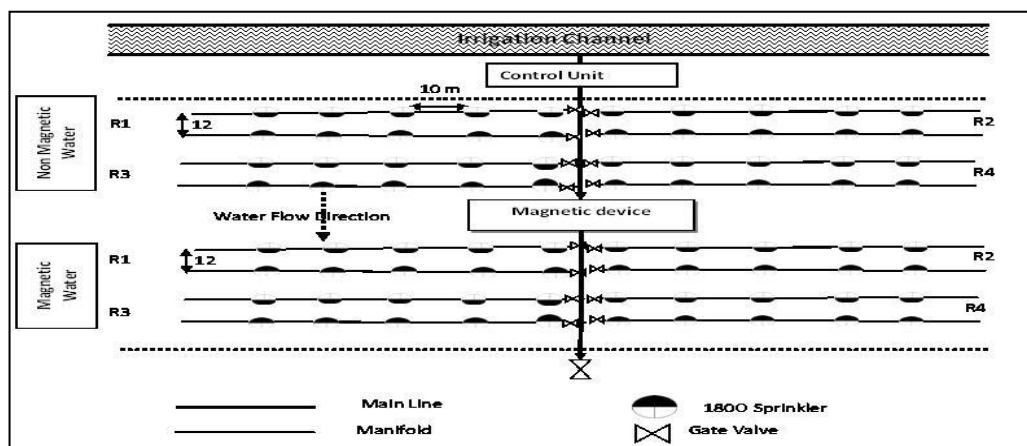 Irrigation Channel
Control Unit
10 m
Non Magnetic
Water
R1
12
R2
R3
R4
Water Flow Direction
Magnetic device
Magnetic
Water
R1
12
R2
R3
R4
Main Line
1800 Sprinkler
Manifold
Gate Valve